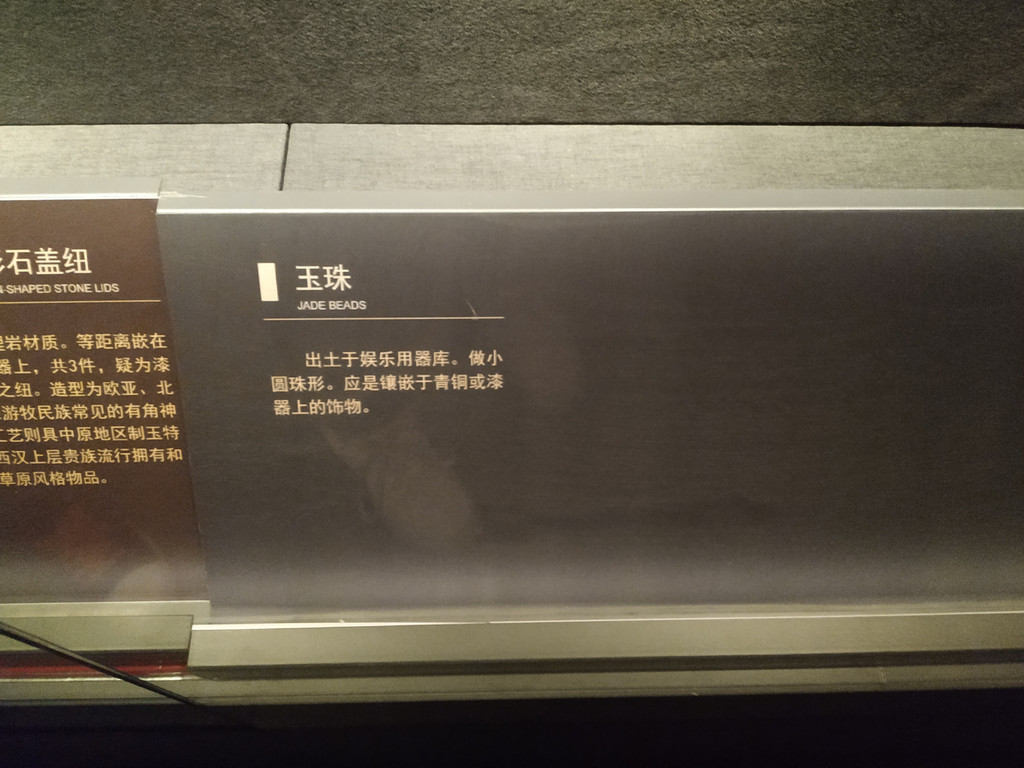 石盖纽
-SHAPED STONE LIDS
岩材质。等距离嵌在
器上，共3件，疑为漆
之纽。造型为欧亚、北
游牧民族常见的有角神
工艺则具中原地区制玉特
西汉上层贵族流行拥有和
草原风格物品。
玉珠
JADE BEADS
出土于娱乐用器库。做小
圆珠形。应是镶嵌于青铜或漆
器上的饰物。